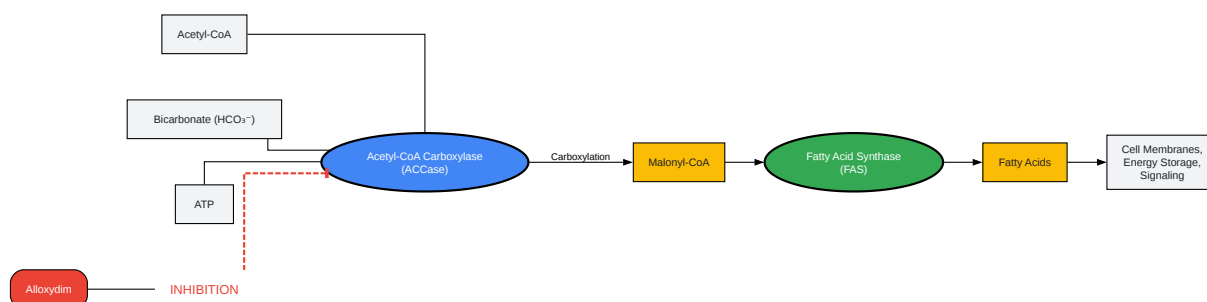 Acetyl-CoA
Bicarbonate (HCO₃⁻)
ATP
Alloxydim
INHIBITION
Acetyl-CoA Carboxylase
(ACCase)
Carboxylation
Malonyl-CoA
Fatty Acid Synthase
(FAS)
Fatty Acids
Cell Membranes,
Energy Storage,
Signaling